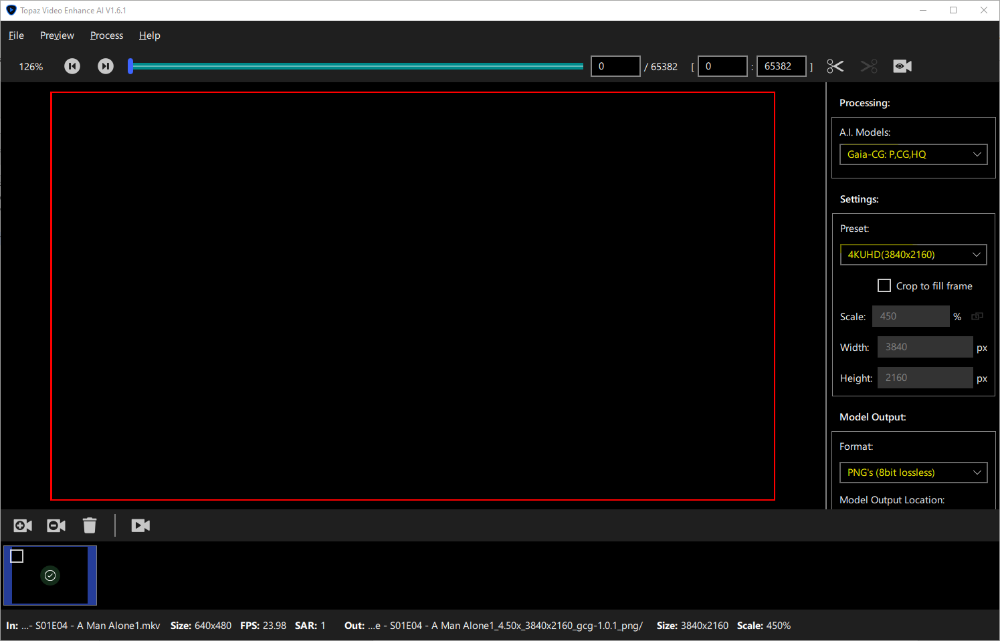 Topaz Video Enhance AI V1.6.1
File Preview Process Help
126% 0 / 65382 [ 0 : 65382 ]
Processing:
A.I. Models:
Gaia-CG: P,CG,HQ
Settings:
Preset:
4KUHD(3840x2160)
Crop to fill frame
Scale: 450 %
Width: 3840 px
Height: 2160 px
Model Output:
Format:
PNG's (8bit lossless)
Model Output Location:
In: ...- S01E04 - A Man Alone1.mkv Size: 640x480 FPS: 23.98 SAR: 1 Out: ...e - S01E04 - A Man Alone1_4.50x_3840x2160_gcg-1.0.1_png/ Size: 3840x2160 Scale: 450%